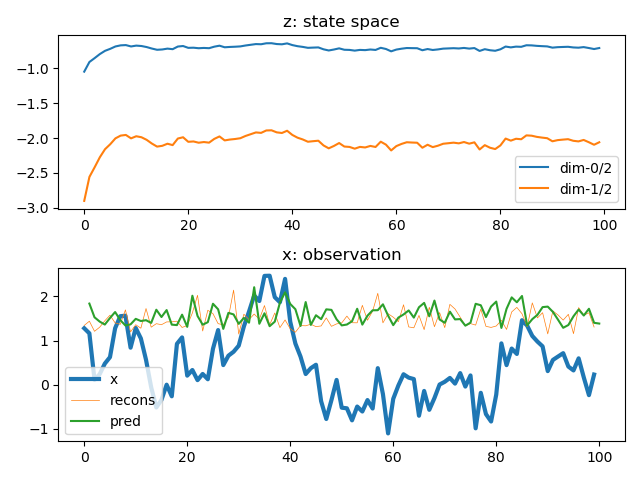 z: state space
−1.0
−1.5
−2.0
−2.5
−3.0
dim-0/2
dim-1/2
0 20 40 60 80 100
x: observation
2
1
0
−1
x
recons
pred
0 20 40 60 80 100